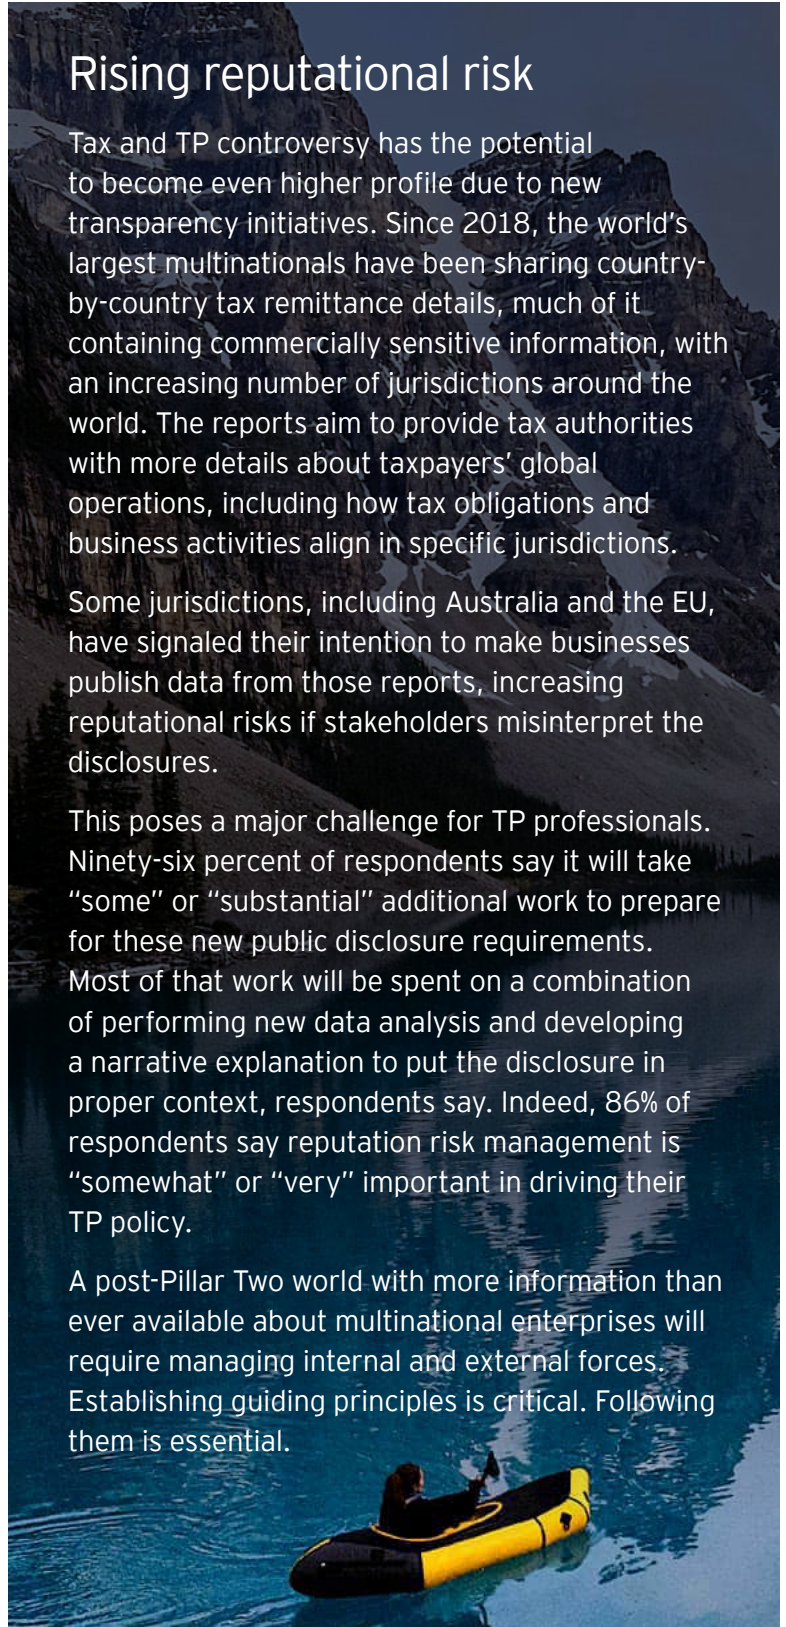 Rising reputational risk
Tax and TP controversy has the potential
to become even higher profile due to new
transparency initiatives. Since 2018, the world’s
largest multinationals have been sharing country-
by-country tax remittance details, much of it
containing commercially sensitive information, with
an increasing number of jurisdictions around the
world. The reports aim to provide tax authorities
with more details about taxpayers’ global
operations, including how tax obligations and
business activities align in specific jurisdictions.
Some jurisdictions, including Australia and the EU,
have signaled their intention to make businesses
publish data from those reports, increasing
reputational risks if stakeholders misinterpret the
disclosures.
This poses a major challenge for TP professionals.
Ninety-six percent of respondents say it will take
“some” or “substantial” additional work to prepare
for these new public disclosure requirements.
Most of that work will be spent on a combination
of performing new data analysis and developing
a narrative explanation to put the disclosure in
proper context, respondents say. Indeed, 86% of
respondents say reputation risk management is
“somewhat” or “very” important in driving their
TP policy.
A post-Pillar Two world with more information than
ever available about multinational enterprises will
require managing internal and external forces.
Establishing guiding principles is critical. Following
them is essential.